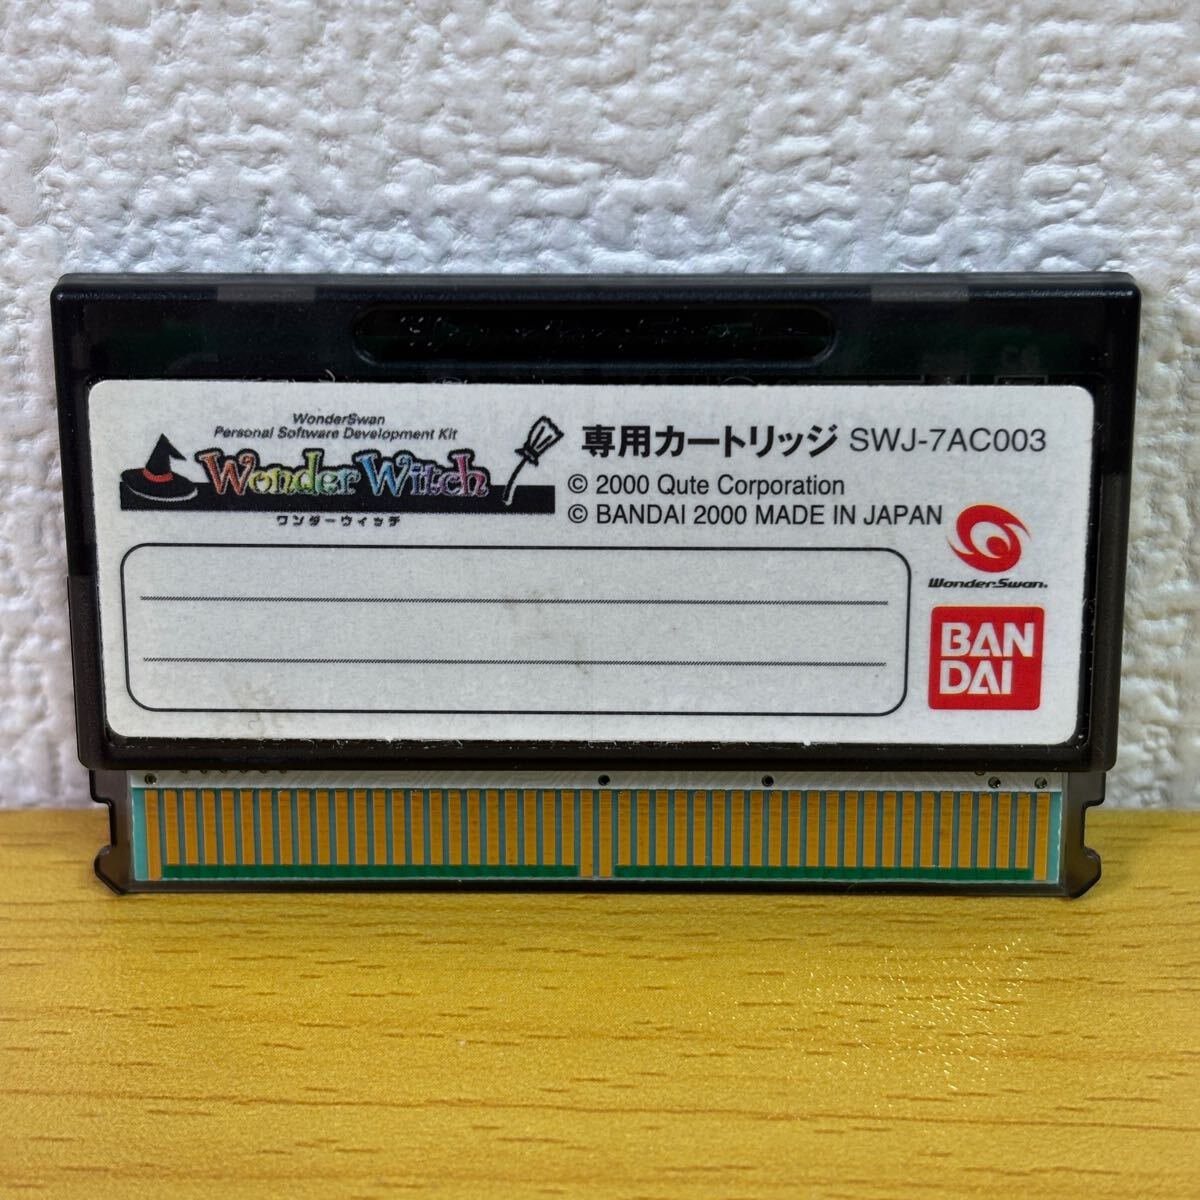 WonderSwan
Personal Software Development Kit
Wonder Witch
ワンダーウィッチ
専用カートリッジ SWJ-7AC003
© 2000 Qute Corporation
© BANDAI 2000 MADE IN JAPAN
WonderSwan.
BAN
DAI